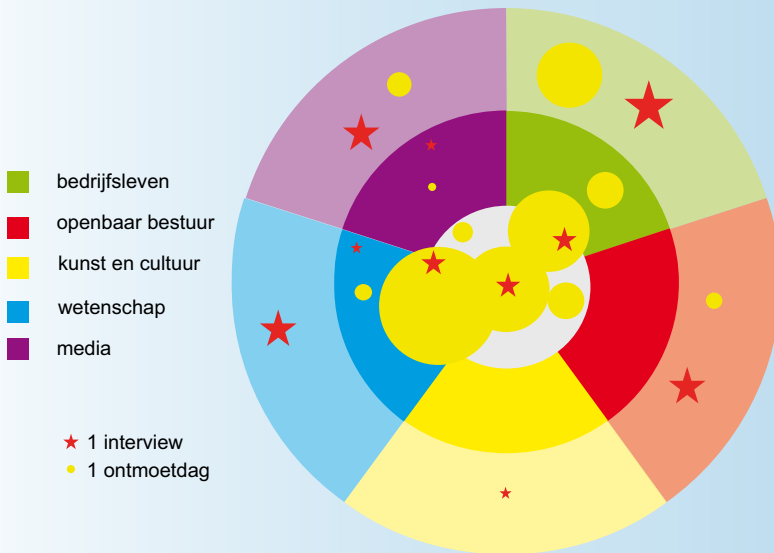 bedrijfsleven
openbaar bestuur
kunst en cultuur
wetenschap
media
1 interview
1 ontmoetdag